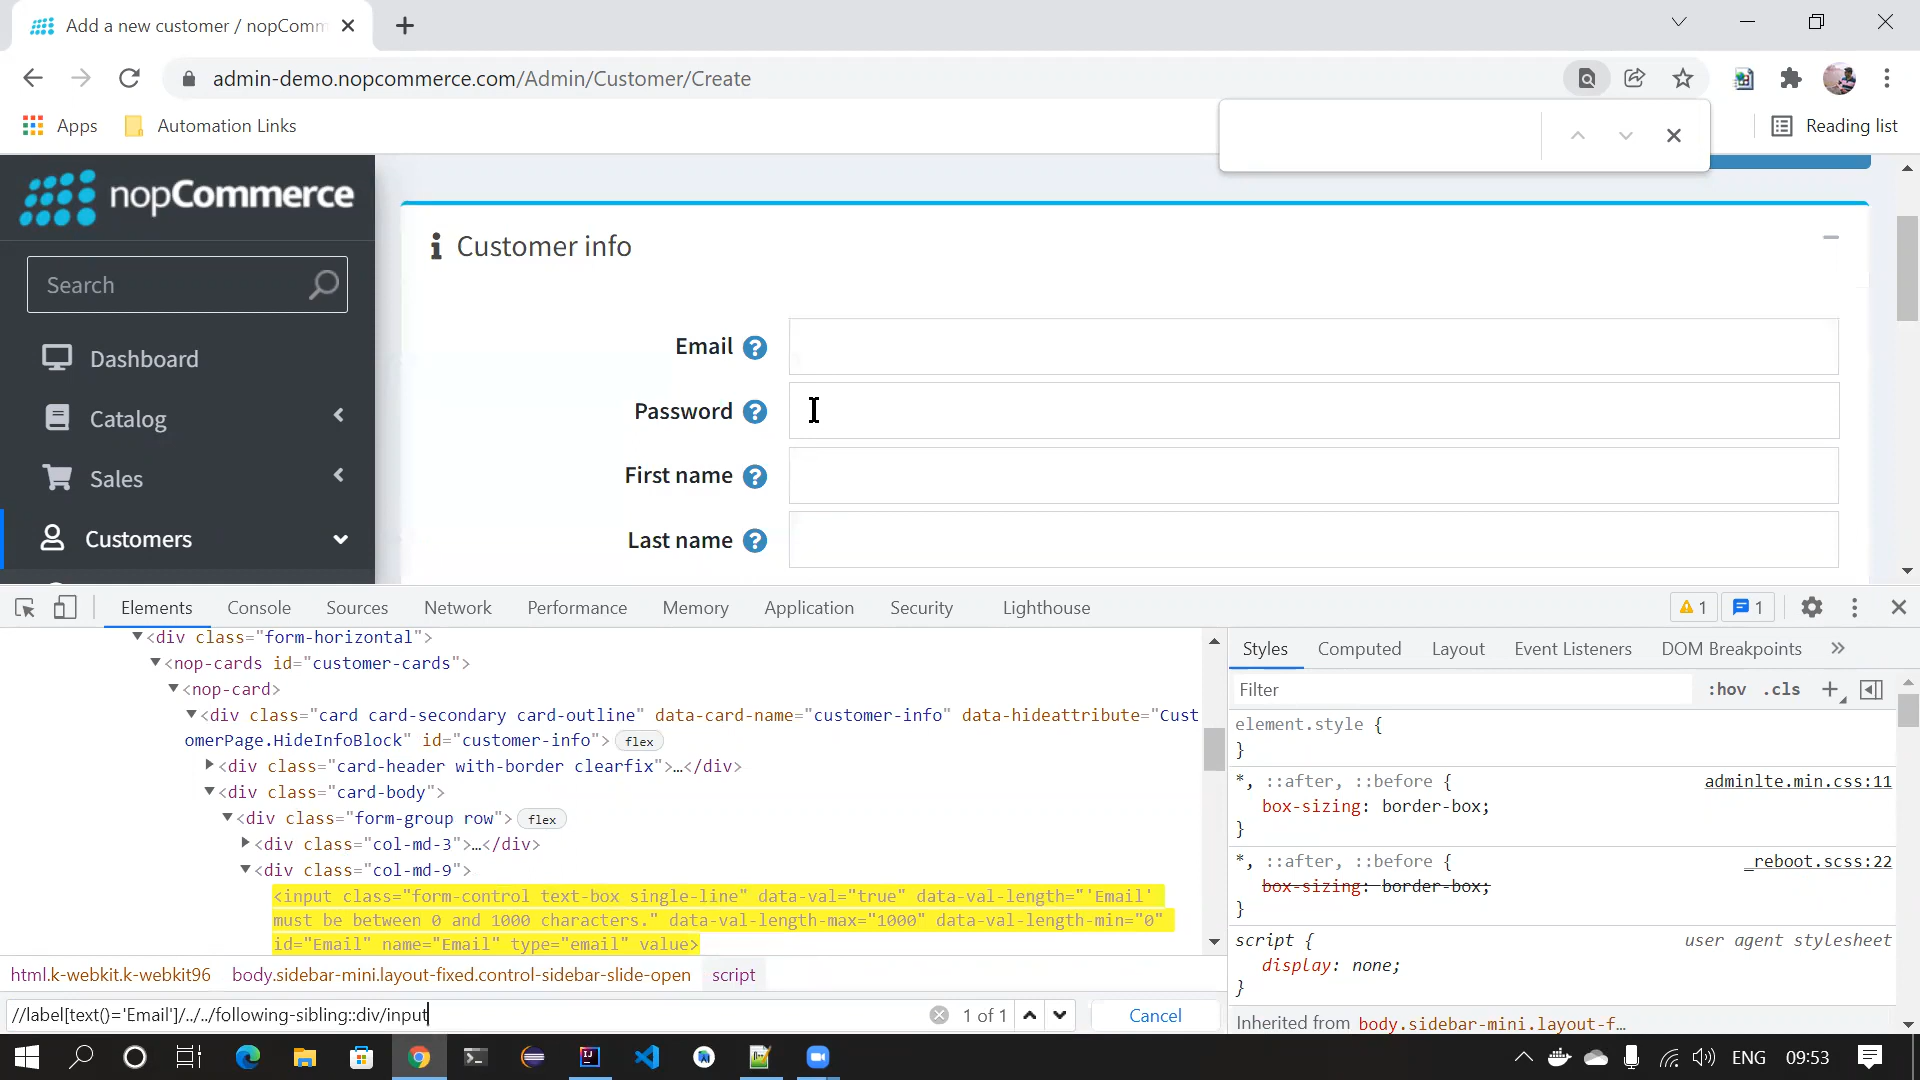 Add a new customer / nopComm
admin-demo.nopcommerce.com/Admin/Customer/Create
Apps
Automation Links
Reading list
nopCommerce
Search
Dashboard
Catalog
Sales
Customers
Customer info
Email
Password
First name
Last name
Elements Console Sources Network Performance Memory Application Security Lighthouse
1
1
<div class="form-horizontal">
<nop-cards id="customer-cards">
<nop-card>
<div class="card card-secondary card-outline" data-card-name="customer-info" data-hideattribute="Cust
omerPage.HideInfoBlock" id="customer-info"> flex
<div class="card-header with-border clearfix">…</div>
<div class="card-body">
<div class="form-group row"> flex
<div class="col-md-3">…</div>
<div class="col-md-9">
<input class="form-control text-box single-line" data-val="true" data-val-length="'Email'
must be between 0 and 1000 characters." data-val-length-max="1000" data-val-length-min="0"
id="Email" name="Email" type="email" value>
html.k-webkit.k-webkit96 body.sidebar-mini.layout-fixed.control-sidebar-slide-open script
//label[text()='Email']/../../following-sibling::div/input
1 of 1
Cancel
Styles Computed Layout Event Listeners DOM Breakpoints
Filter
:hov .cls
element.style {
}
*, ::after, ::before { adminlte.min.css:11
box-sizing: border-box;
}
*, ::after, ::before { _reboot.scss:22
box-sizing: border-box;
}
script { user agent stylesheet
display: none;
}
Inherited from body.sidebar-mini.layout-f…
ENG 09:53